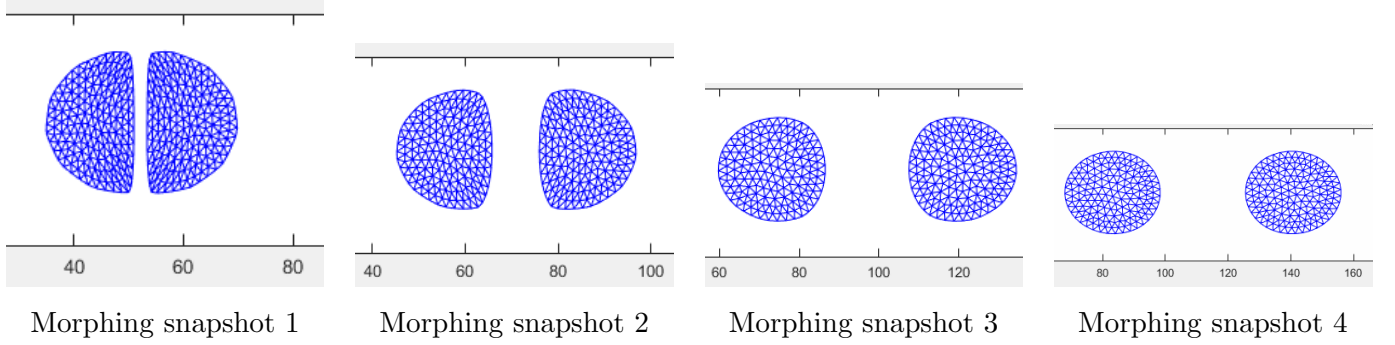 40 60 80
40 60 80 100
60 80 100 120
80 100 120 140 160
Morphing snapshot 1
Morphing snapshot 2
Morphing snapshot 3
Morphing snapshot 4